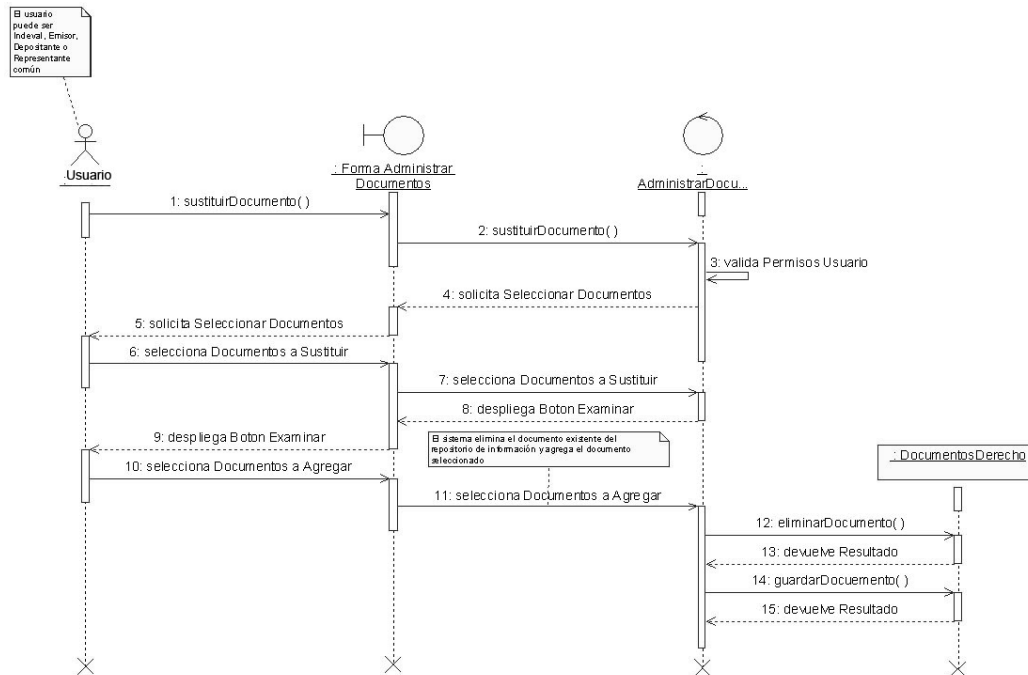 El usuario
puede ser
Indeval, Emisor,
Depositante o
Representante
común
: Usuario
: Forma Administrar
Documentos
:
AdministrarDocu...
1: sustituirDocumento( )
2: sustituirDocumento( )
3: valida Permisos Usuario
4: solicita Seleccionar Documentos
5: solicita Seleccionar Documentos
6: selecciona Documentos a Sustituir
7: selecciona Documentos a Sustituir
8: despliega Boton Examinar
9: despliega Boton Examinar
El sistema elimina el documento existente del
repositorio de información y agrega el documento
seleccionado
: DocumentosDerecho
10: selecciona Documentos a Agregar
11: selecciona Documentos a Agregar
12: eliminarDocumento( )
13: devuelve Resultado
14: guardarDocuemento( )
15: devuelve Resultado